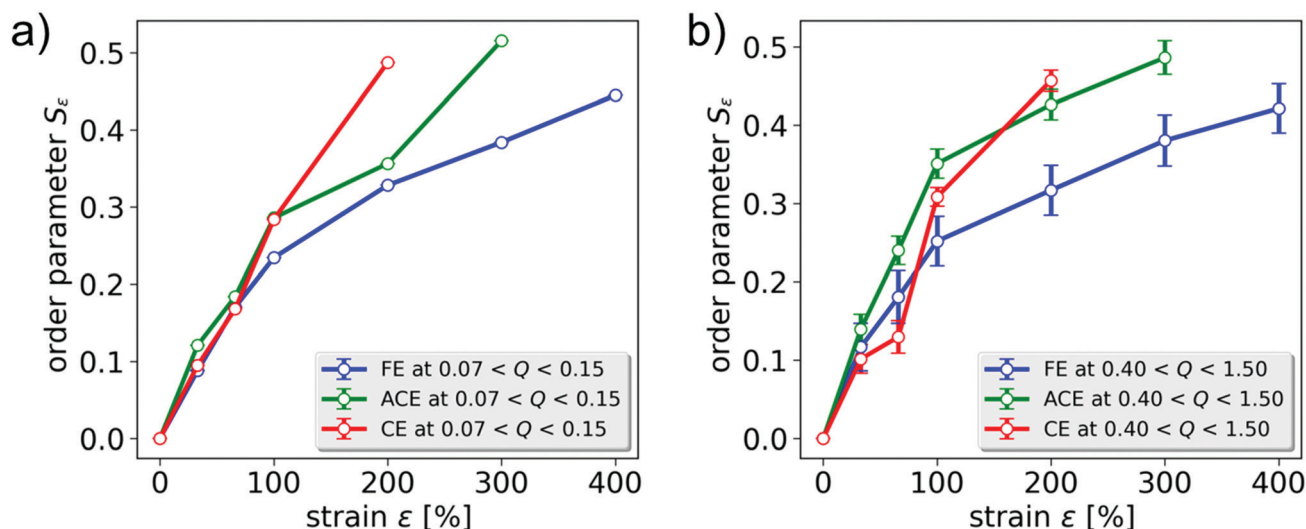 a)
order parameter Sε
0.5
0.4
0.3
0.2
0.1
0.0
FE at 0.07 < Q < 0.15
ACE at 0.07 < Q < 0.15
CE at 0.07 < Q < 0.15
0 100 200 300 400
strain ε [%]
b)
order parameter Sε
0.5
0.4
0.3
0.2
0.1
0.0
FE at 0.40 < Q < 1.50
ACE at 0.40 < Q < 1.50
CE at 0.40 < Q < 1.50
0 100 200 300 400
strain ε [%]